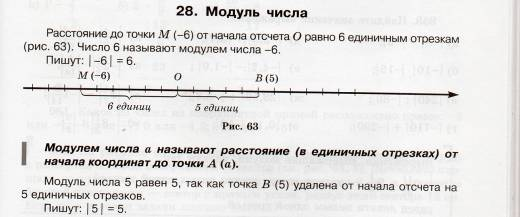 28. Модуль числа
Расстояние до точки M (–6) от начала отсчета O равно 6 единичным отрезкам
(рис. 63). Число 6 называют модулем числа –6.
Пишут: |–6| = 6.
M (–6) O B (5)
6 единиц 5 единиц
Рис. 63
Модулем числа a называют расстояние (в единичных отрезках) от
начала координат до точки A (a).
Модуль числа 5 равен 5, так как точка B (5) удалена от начала отсчета на
5 единичных отрезков.
Пишут: |5| = 5.